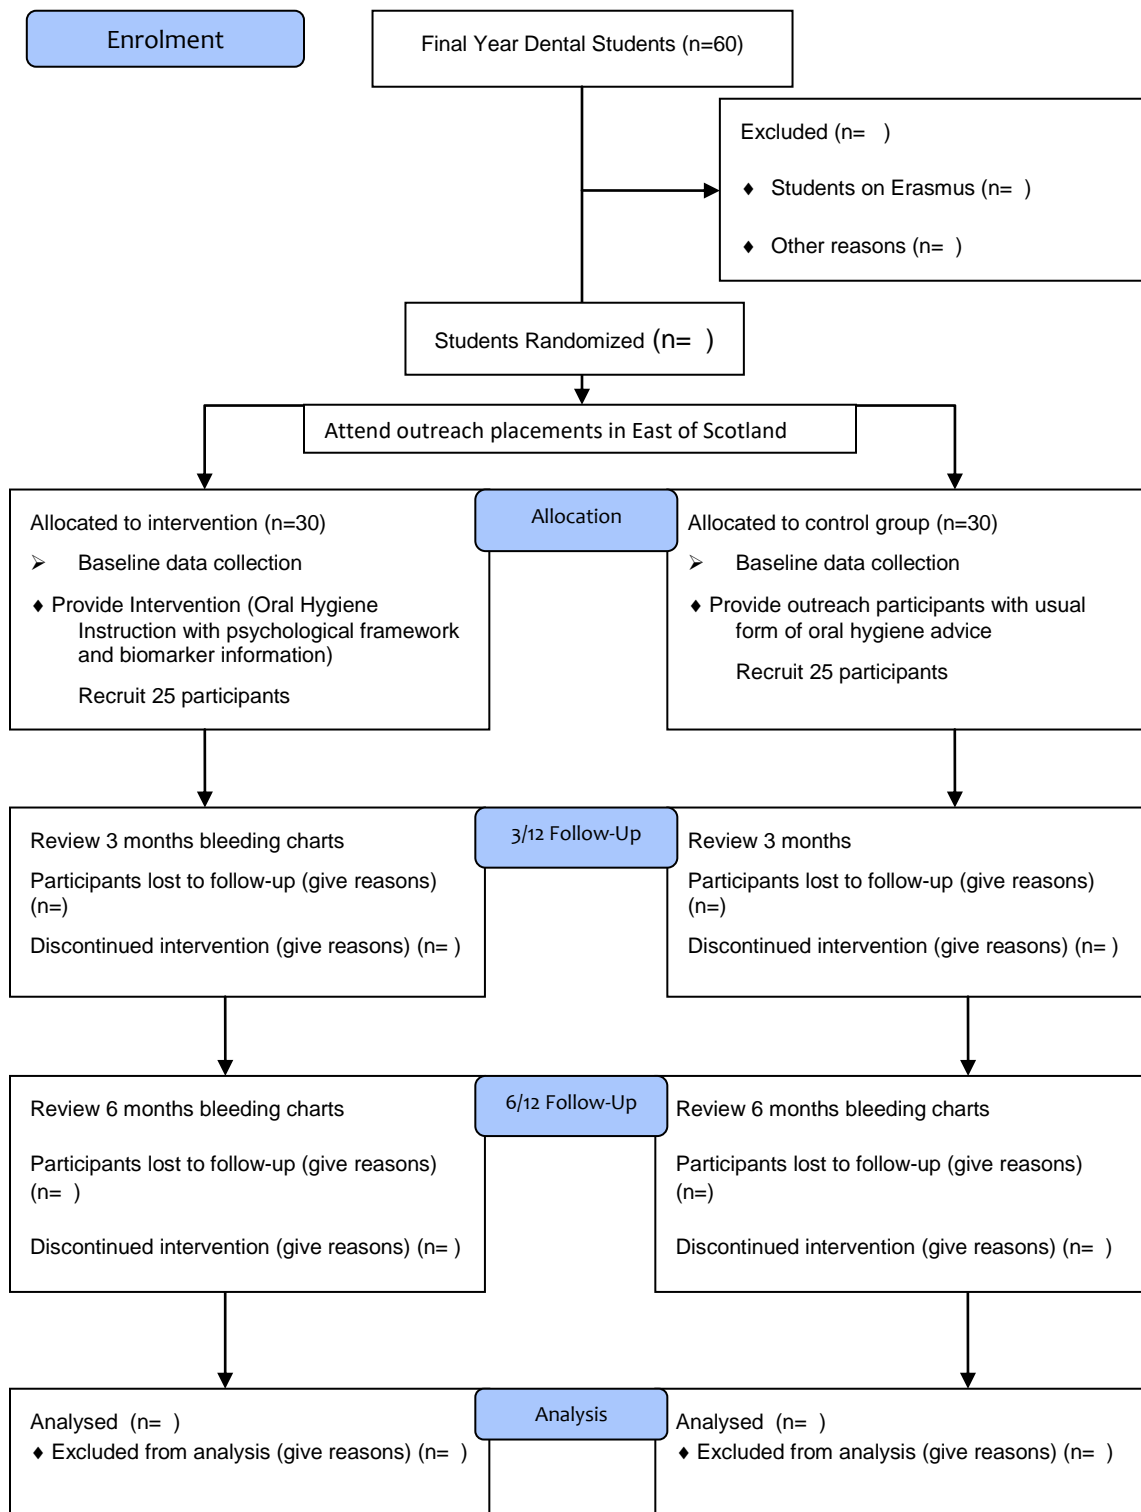 Enrolment
Final Year Dental Students (n=60)
Excluded (n=   )
♦ Students on Erasmus (n=  )
♦ Other reasons (n=  )
Students Randomized (n=  )
Attend outreach placements in East of Scotland
Allocation
Allocated to intervention (n=30)
➢ Baseline data collection
♦ Provide Intervention (Oral Hygiene
Instruction with psychological framework
and biomarker information)
Recruit 25 participants
Allocated to control group (n=30)
➢ Baseline data collection
♦ Provide outreach participants with usual
form of oral hygiene advice
Recruit 25 participants
3/12 Follow-Up
Review 3 months bleeding charts
Participants lost to follow-up (give reasons)
(n=)
Discontinued intervention (give reasons) (n= )
Review 3 months
Participants lost to follow-up (give reasons)
(n=)
Discontinued intervention (give reasons) (n= )
6/12 Follow-Up
Review 6 months bleeding charts
Participants lost to follow-up (give reasons)
(n=  )
Discontinued intervention (give reasons) (n= )
Review 6 months bleeding charts
Participants lost to follow-up (give reasons)
(n=)
Discontinued intervention (give reasons) (n=  )
Analysis
Analysed  (n=  )
♦ Excluded from analysis (give reasons) (n=  )
Analysed  (n=  )
♦ Excluded from analysis (give reasons) (n=  )